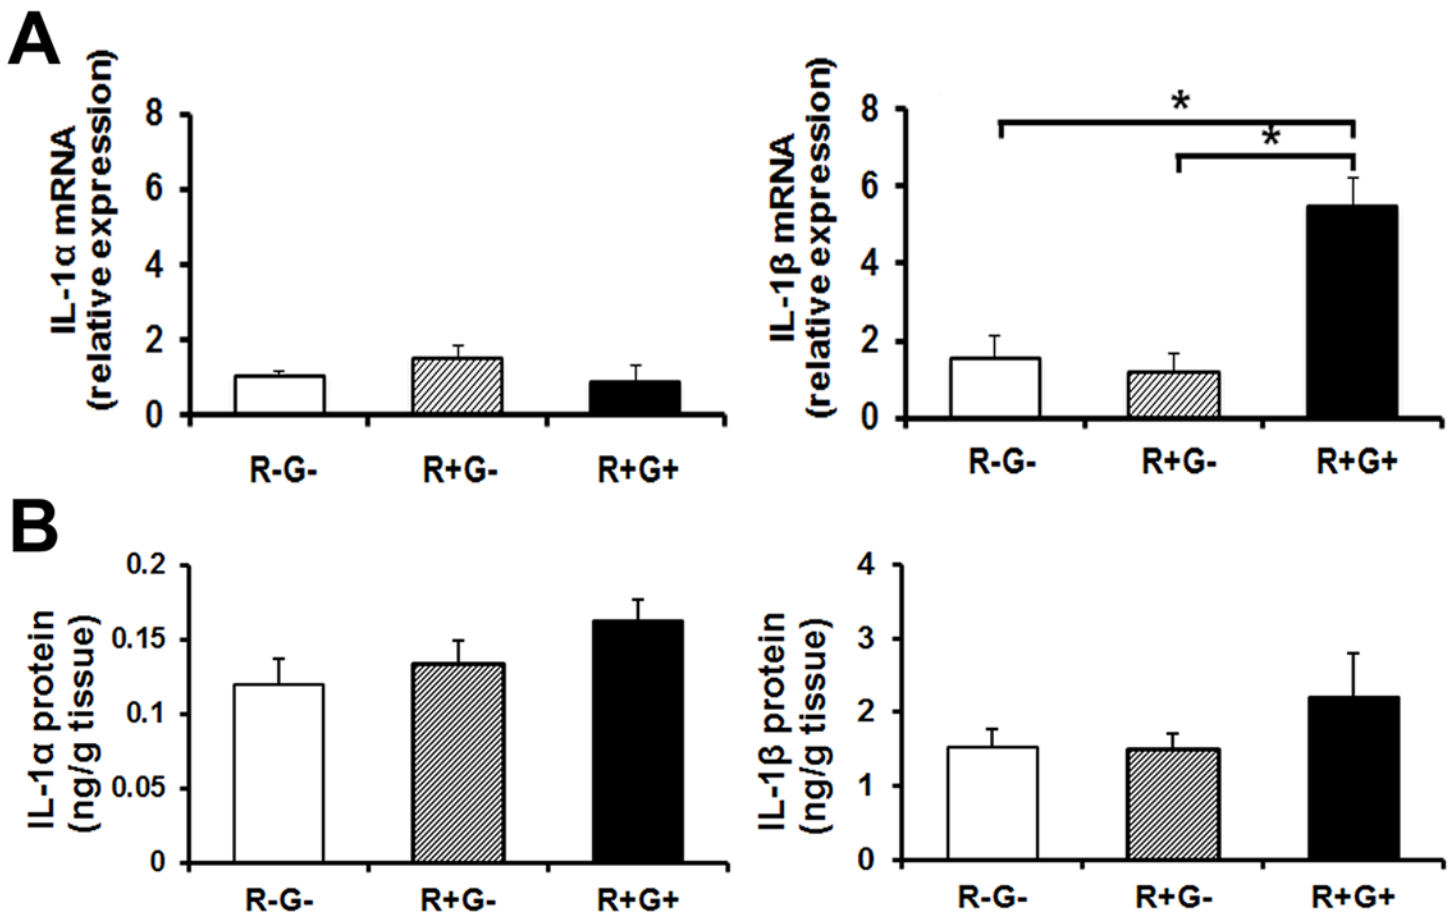 A
IL-1α mRNA
(relative expression)
8
6
4
2
0
R-G-
R+G-
R+G+
IL-1β mRNA
(relative expression)
8
6
4
2
0
*
*
R-G-
R+G-
R+G+
B
IL-1α protein
(ng/g tissue)
0.2
0.15
0.1
0.05
0
R-G-
R+G-
R+G+
IL-1β protein
(ng/g tissue)
4
3
2
1
0
R-G-
R+G-
R+G+